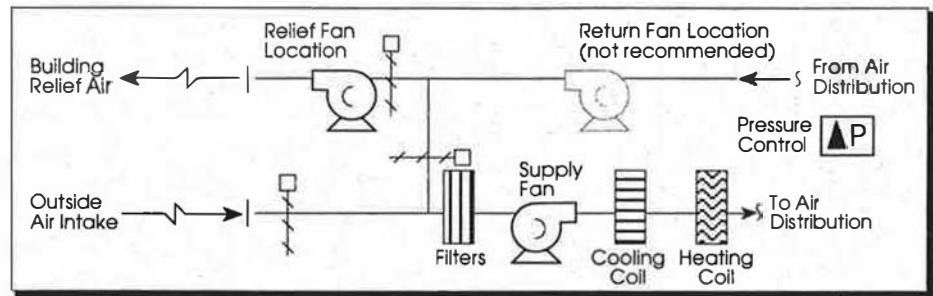 Relief Fan
Location
Return Fan Location
(not recommended)
Building
Relief Air
From Air
Distribution
Pressure
Control
▲P
Outside
Air Intake
Supply
Fan
To Air
Distribution
Filters
Cooling
Coil
Heating
Coil